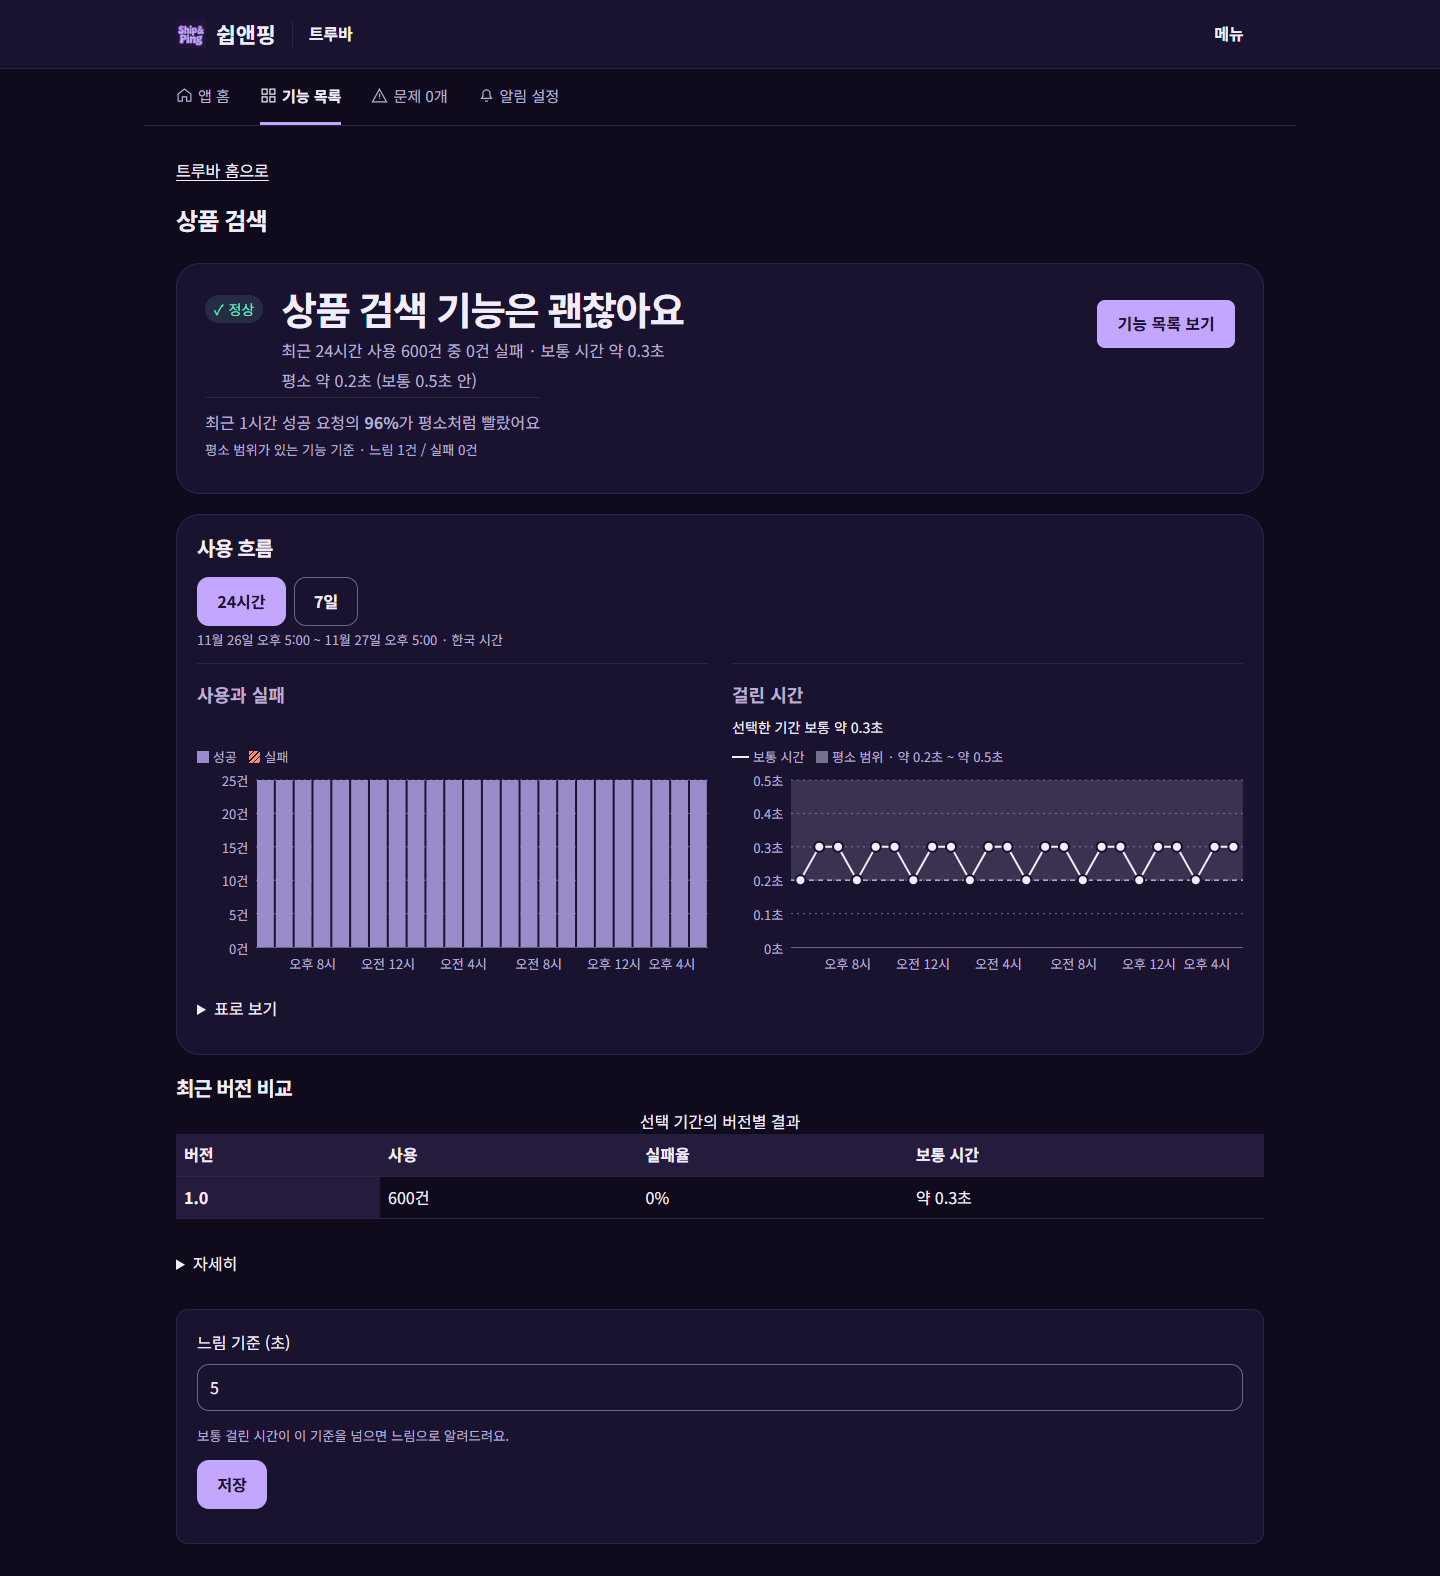 Ship&
Ping
쉽앤핑
트루바
메뉴
앱 홈
기능 목록
문제 0개
알림 설정
트루바 홈으로
상품 검색
✓ 정상
상품 검색 기능은 괜찮아요
기능 목록 보기
최근 24시간 사용 600건 중 0건 실패 · 보통 시간 약 0.3초
평소 약 0.2초 (보통 0.5초 안)
최근 1시간 성공 요청의 96%가 평소처럼 빨랐어요
평소 범위가 있는 기능 기준 · 느림 1건 / 실패 0건
사용 흐름
24시간
7일
11월 26일 오후 5:00 ~ 11월 27일 오후 5:00 · 한국 시간
사용과 실패
성공
실패
25건
20건
15건
10건
5건
0건
오후 8시
오전 12시
오전 4시
오전 8시
오후 12시
오후 4시
걸린 시간
선택한 기간 보통 약 0.3초
보통 시간
평소 범위 · 약 0.2초 ~ 약 0.5초
0.5초
0.4초
0.3초
0.2초
0.1초
0초
오후 8시
오전 12시
오전 4시
오전 8시
오후 12시
오후 4시
▶ 표로 보기
최근 버전 비교
선택 기간의 버전별 결과
버전 사용 실패율 보통 시간
1.0 600건 0% 약 0.3초
▶ 자세히
느림 기준 (초)
5
보통 걸린 시간이 이 기준을 넘으면 느림으로 알려드려요.
저장